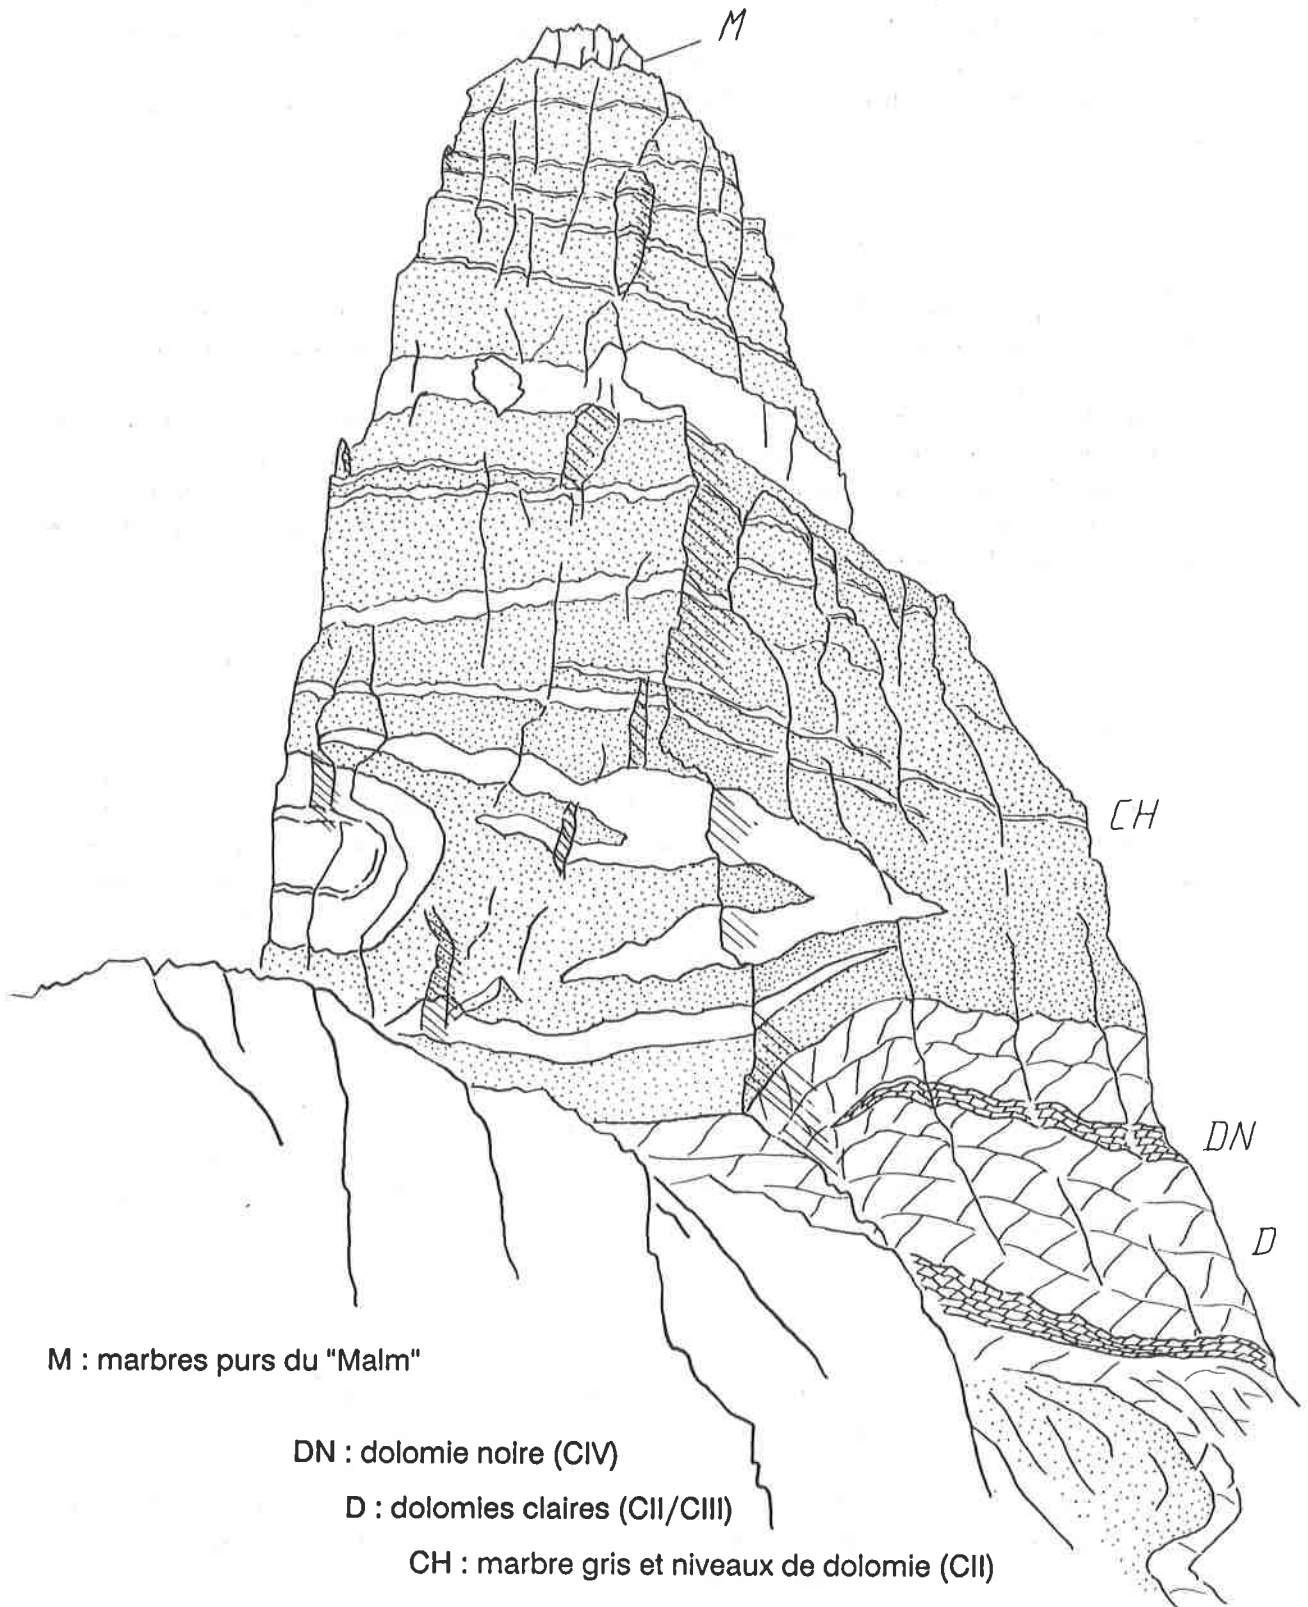 M
CH
DN
D
M : marbres purs du "Malm"
DN : dolomie noire (CIV)
D : dolomies claires (CII/CIII)
CH : marbre gris et niveaux de dolomie (CII)